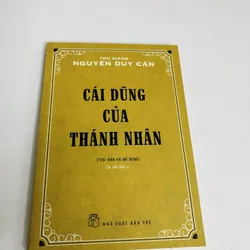 THU GIANG
NGUYỄN DUY CẦN
CÁI DŨNG
CỦA
THÁNH NHÂN
NHÀ XUẤT BẢN TRẺ